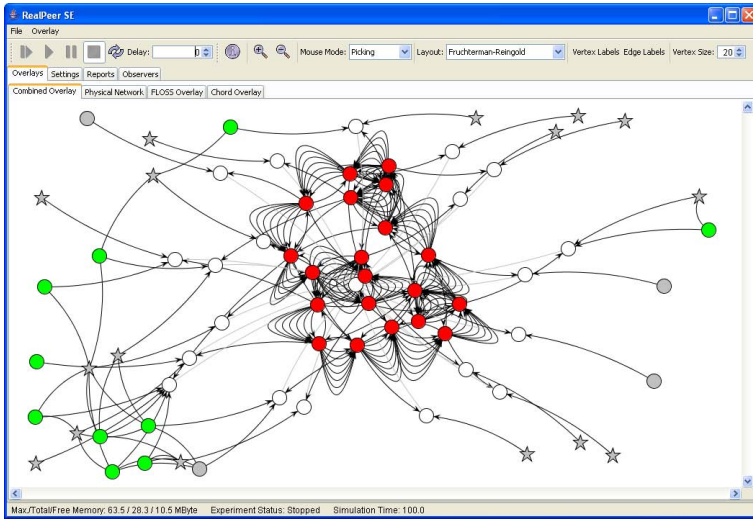 RealPeer SE
File Overlay
Delay: 0 Mouse Mode: Picking Layout: Fruchterman-Reingold Vertex Labels Edge Labels Vertex Size: 20
Overlays Settings Reports Observers
Combined Overlay Physical Network FLOSS Overlay Chord Overlay
Max./Total/Free Memory: 63.5 / 28.3 / 10.5 MByte Experiment Status: Stopped Simulation Time: 100.0